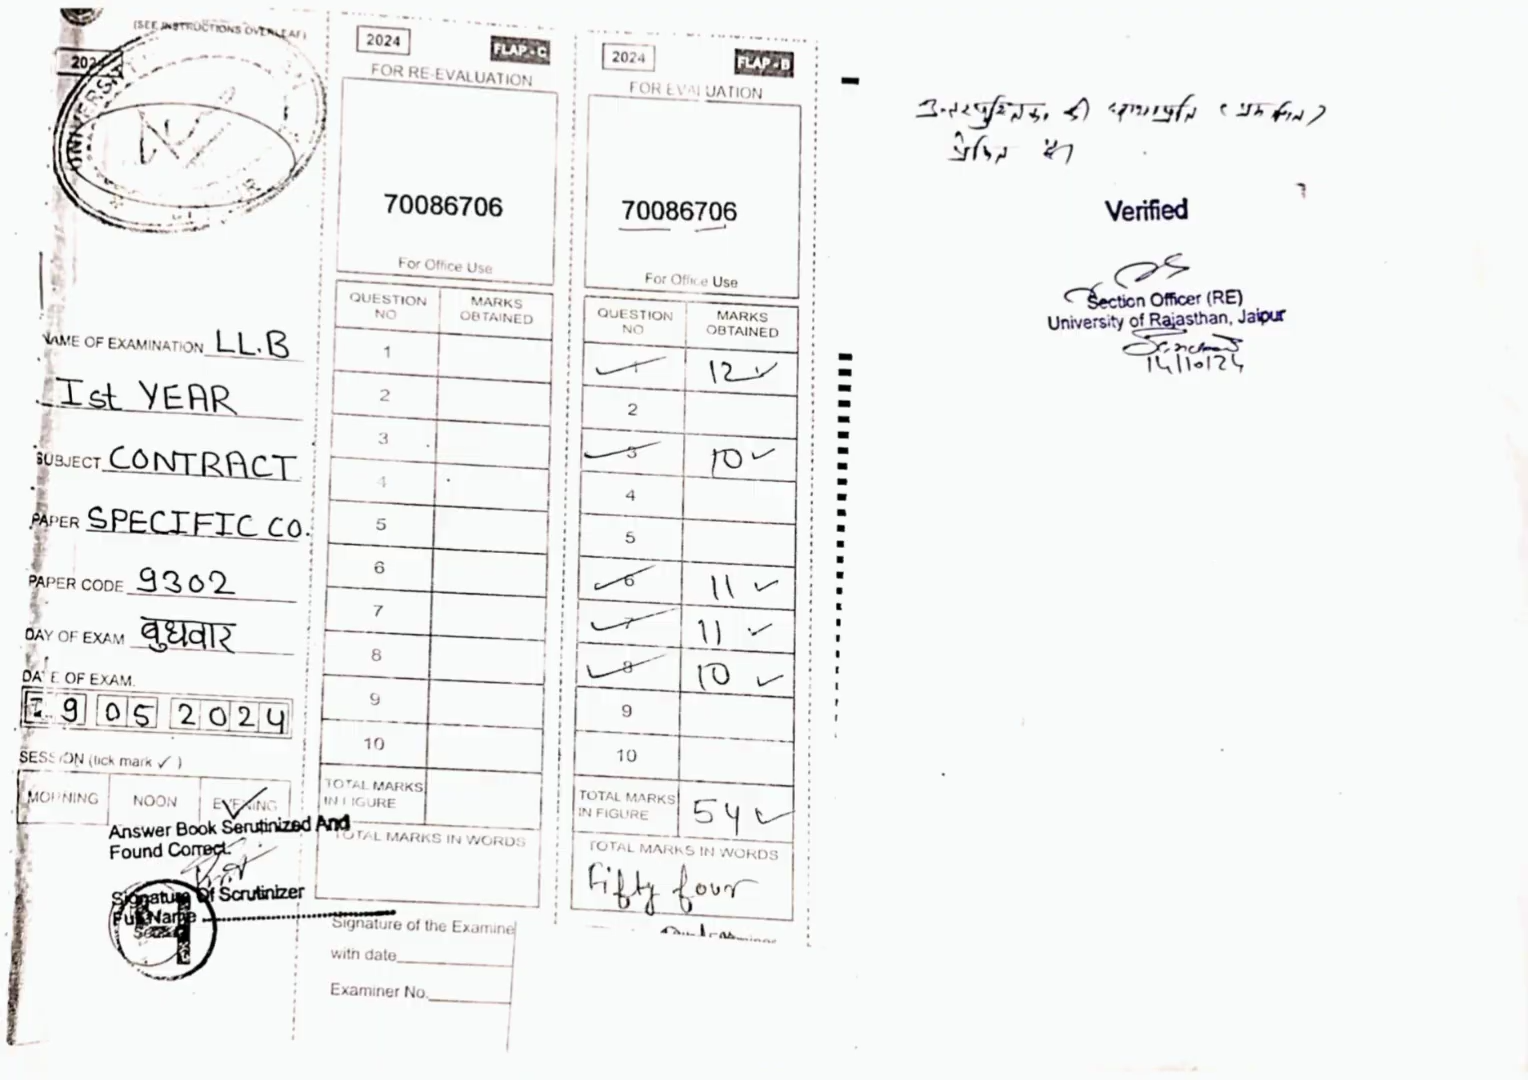 (SEE INSTRUCTIONS OVERLEAF)
NAME OF EXAMINATION LL.B
Ist YEAR
SUBJECT CONTRACT
PAPER SPECIFIC CO.
PAPER CODE 9302
DAY OF EXAM बुधवार
DATE OF EXAM.
19 05 2024
SESSION (tick mark ✓)
MORNING NOON EVENING
Answer Book Scrutinized And
Found Correct.
Signature Of Scrutinizer
Full Name
2024 FLAP - C
FOR RE-EVALUATION
70086706
For Office Use
QUESTION NO MARKS OBTAINED
1
2
3
4
5
6
7
8
9
10
TOTAL MARKS IN FIGURE
TOTAL MARKS IN WORDS
Signature of the Examine
with date
Examiner No.
2024 FLAP - B
FOR EVALUATION
70086706
For Office Use
QUESTION NO MARKS OBTAINED
1 12 ✓
2
3 10 ✓
4
5
6 11 ✓
7 11 ✓
8 10 ✓
9
10
TOTAL MARKS IN FIGURE 54 ✓
TOTAL MARKS IN WORDS
Fifty four
Verified
Section Officer (RE)
University of Rajasthan, Jaipur
14/10/24